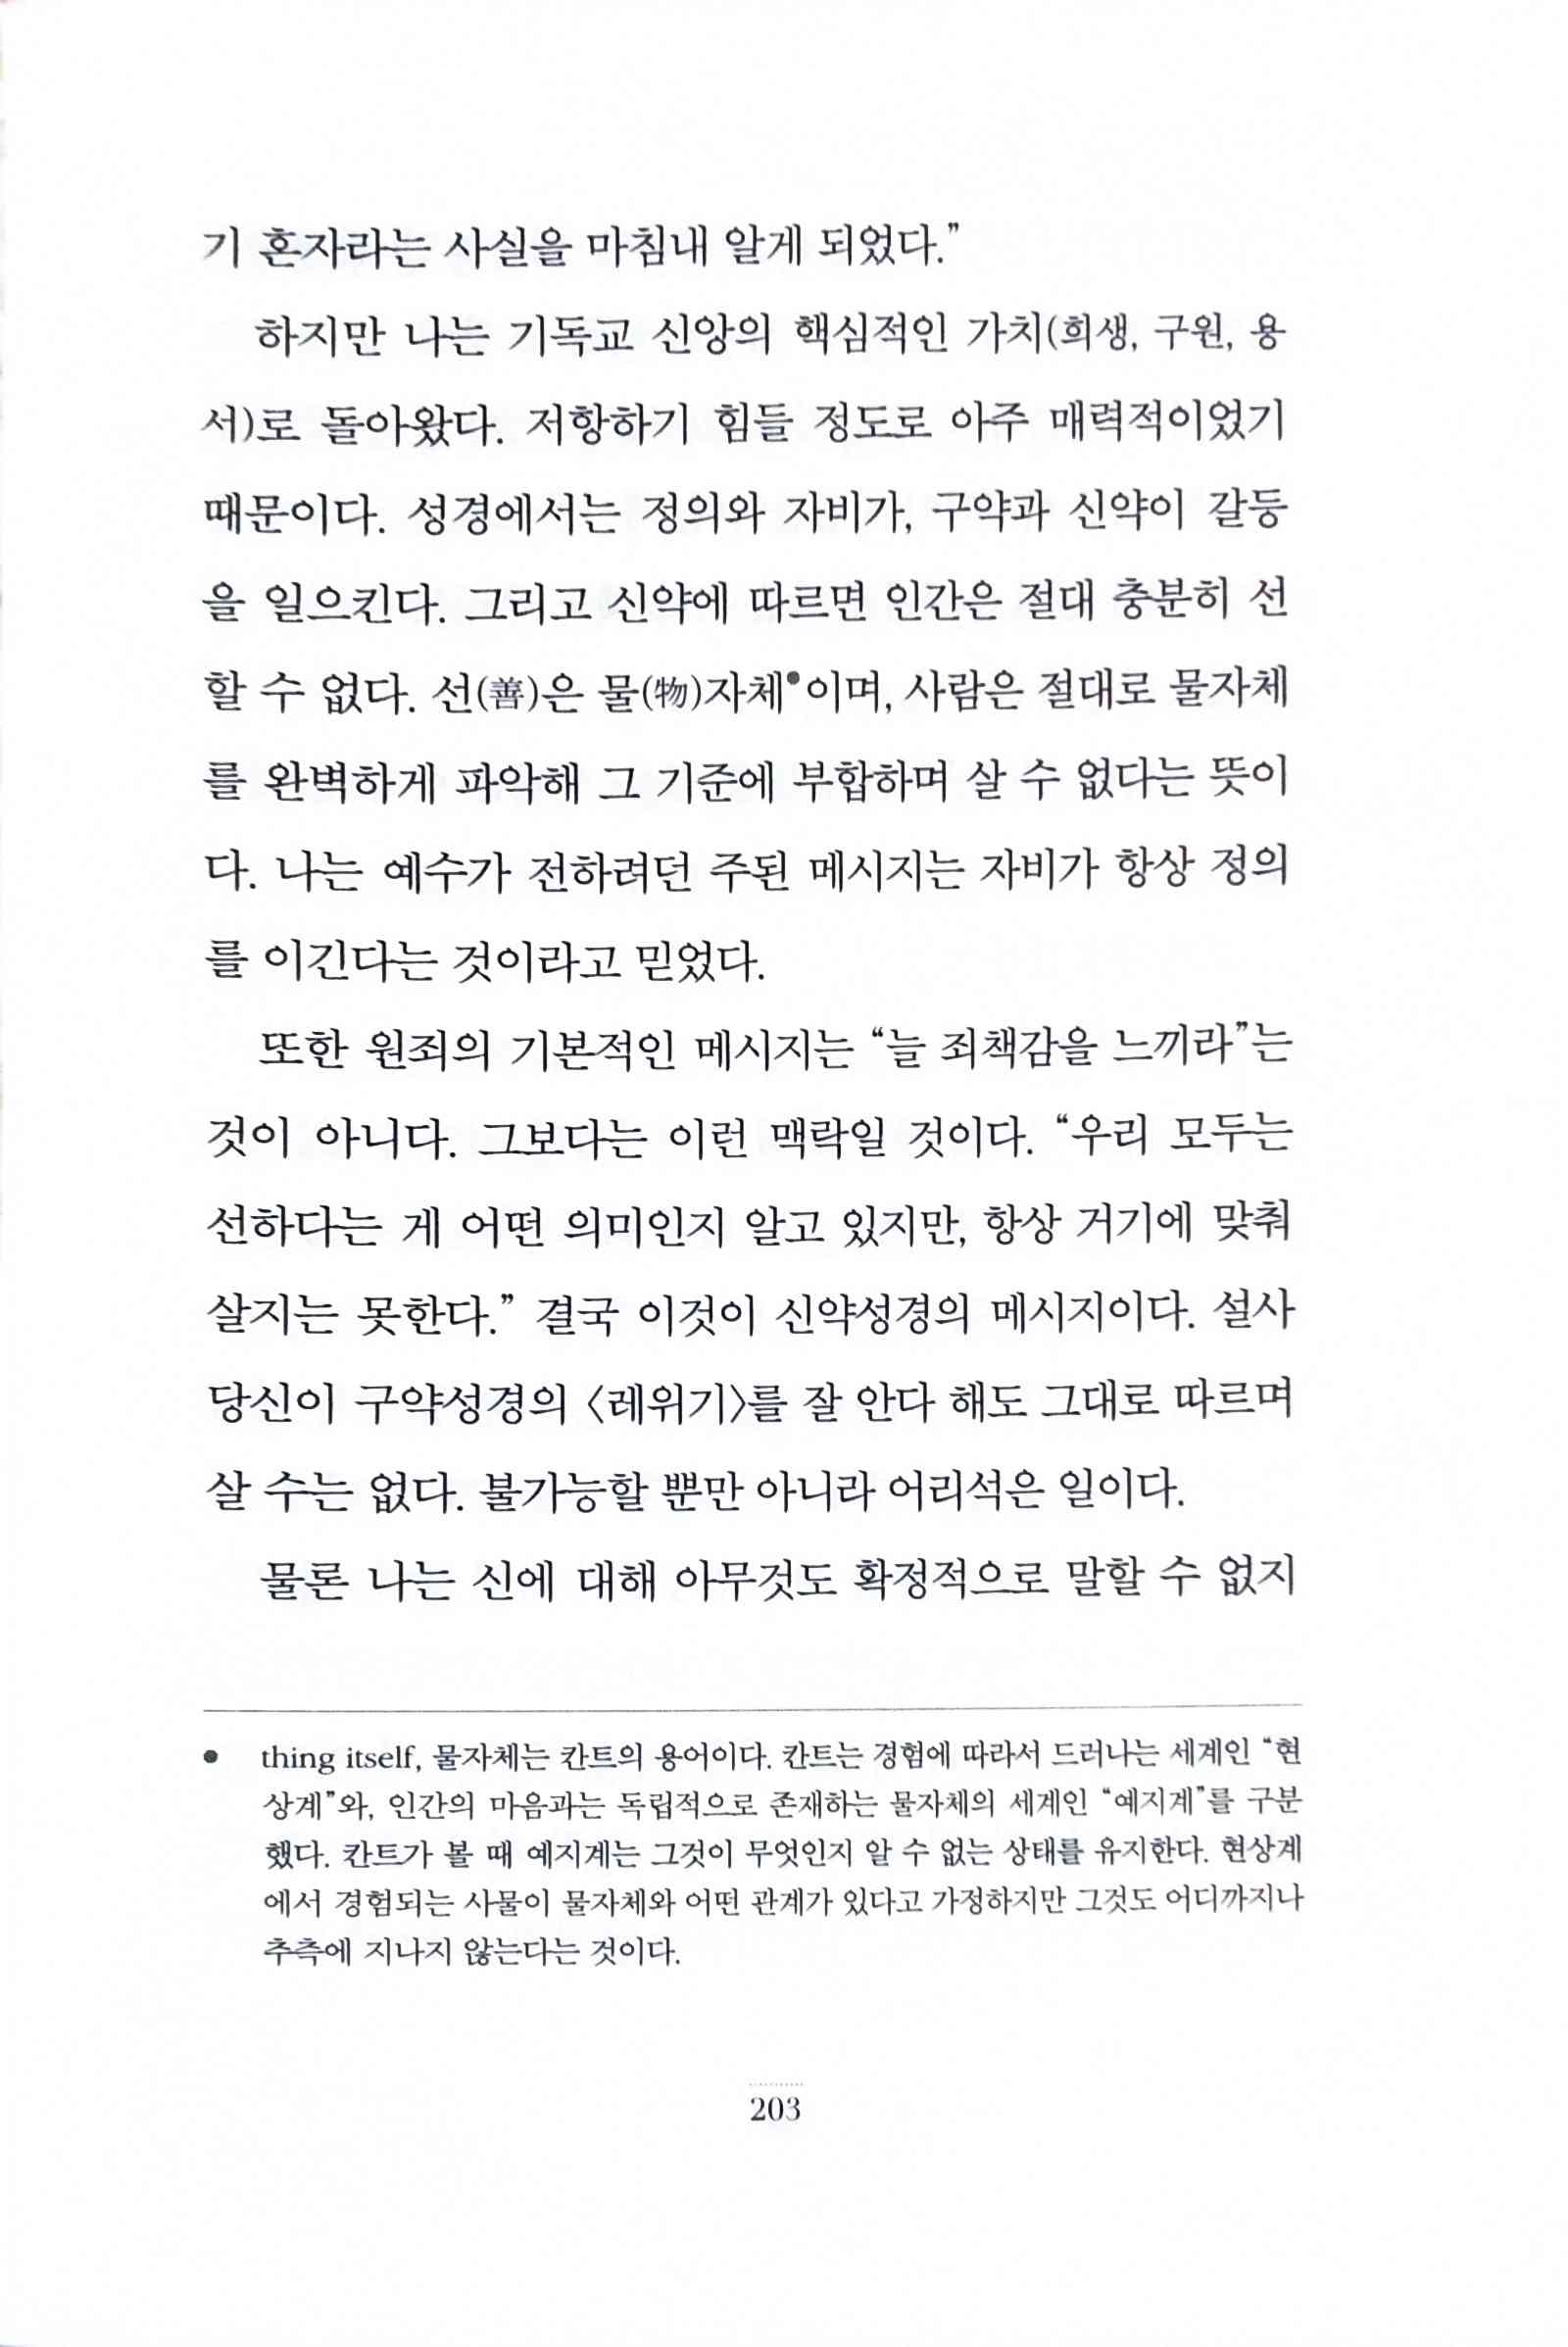 기 혼자라는 사실을 마침내 알게 되었다.”
하지만 나는 기독교 신앙의 핵심적인 가치(희생, 구원, 용
서)로 돌아왔다. 저항하기 힘들 정도로 아주 매력적이었기
때문이다. 성경에서는 정의와 자비가, 구약과 신약이 갈등
을 일으킨다. 그리고 신약에 따르면 인간은 절대 충분히 선
할 수 없다. 선(善)은 물(物)자체●이며, 사람은 절대로 물자체
를 완벽하게 파악해 그 기준에 부합하며 살 수 없다는 뜻이
다. 나는 예수가 전하려던 주된 메시지는 자비가 항상 정의
를 이긴다는 것이라고 믿었다.
또한 원죄의 기본적인 메시지는 “늘 죄책감을 느끼라”는
것이 아니다. 그보다는 이런 맥락일 것이다. “우리 모두는
선하다는 게 어떤 의미인지 알고 있지만, 항상 거기에 맞춰
살지는 못한다.” 결국 이것이 신약성경의 메시지이다. 설사
당신이 구약성경의 〈레위기〉를 잘 안다 해도 그대로 따르며
살 수는 없다. 불가능할 뿐만 아니라 어리석은 일이다.
물론 나는 신에 대해 아무것도 확정적으로 말할 수 없지
● thing itself, 물자체는 칸트의 용어이다. 칸트는 경험에 따라서 드러나는 세계인 “현
상계”와, 인간의 마음과는 독립적으로 존재하는 물자체의 세계인 “예지계”를 구분
했다. 칸트가 볼 때 예지계는 그것이 무엇인지 알 수 없는 상태를 유지한다. 현상계
에서 경험되는 사물이 물자체와 어떤 관계가 있다고 가정하지만 그것도 어디까지나
추측에 지나지 않는다는 것이다.
203